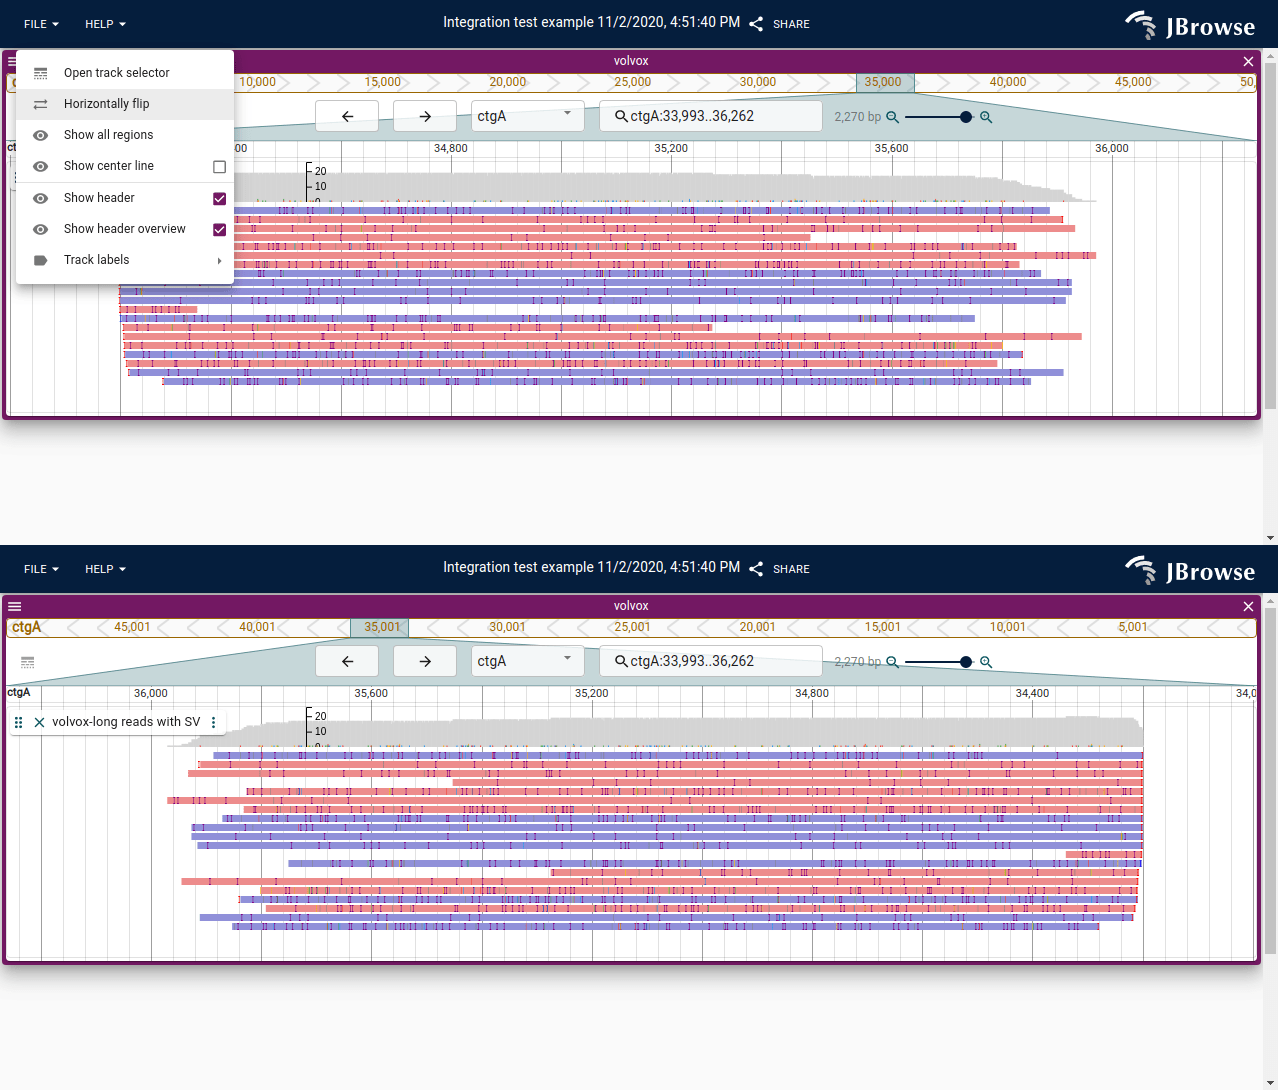 FILE HELP Integration test example 11/2/2020, 4:51:40 PM SHARE JBrowse
volvox
10,000 15,000 20,000 25,000 30,000 35,000 40,000 45,000 50,
Open track selector
Horizontally flip
Show all regions
Show center line
Show header
Show header overview
Track labels
ctgA ctgA:33,993..36,262 2,270 bp
34,800 35,200 35,600 36,000
20
10
0
FILE HELP Integration test example 11/2/2020, 4:51:40 PM SHARE JBrowse
volvox
ctgA 45,001 40,001 35,001 30,001 25,001 20,001 15,001 10,001 5,001
ctgA ctgA:33,993..36,262 2,270 bp
ctgA 36,000 35,600 35,200 34,800 34,400 34,0
volvox-long reads with SV
20
10
0